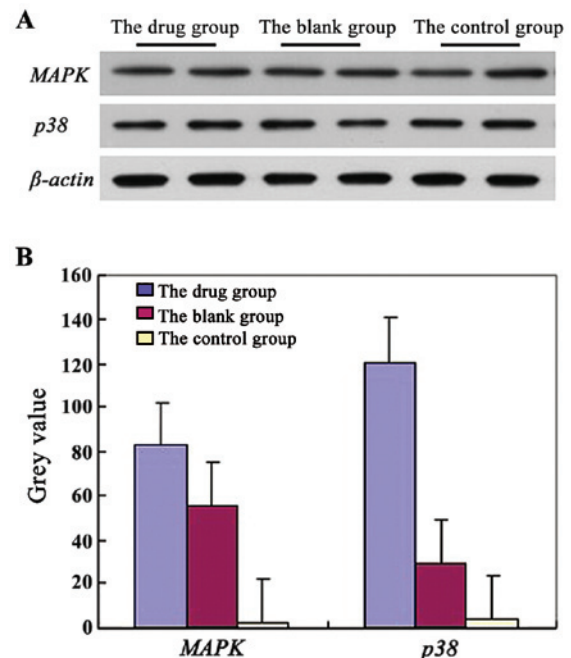 A
The drug group The blank group The control group
MAPK
p38
β-actin
B
160
140
120
100
80
60
40
20
0
Grey value
The drug group
The blank group
The control group
MAPK p38